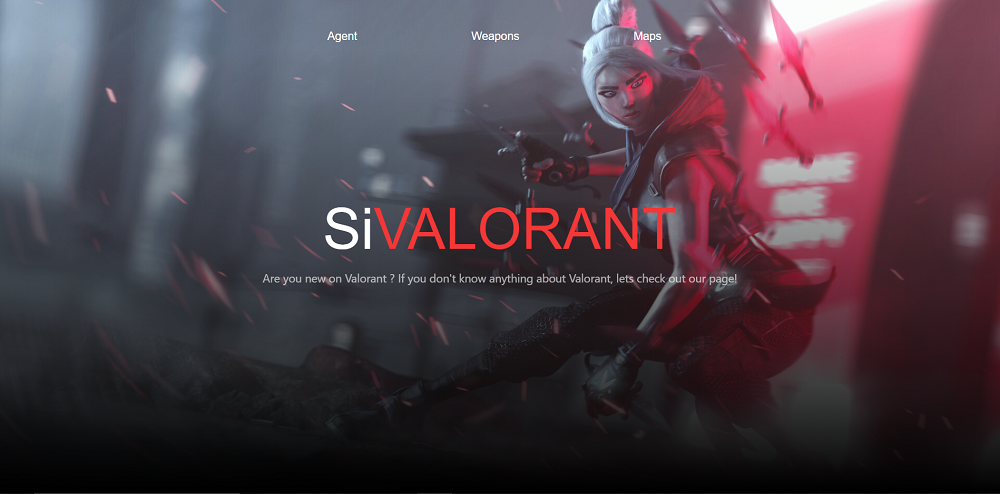 Agent Weapons Maps
SiVALORANT
Are you new on Valorant ? If you don't know anything about Valorant, lets check out our page!